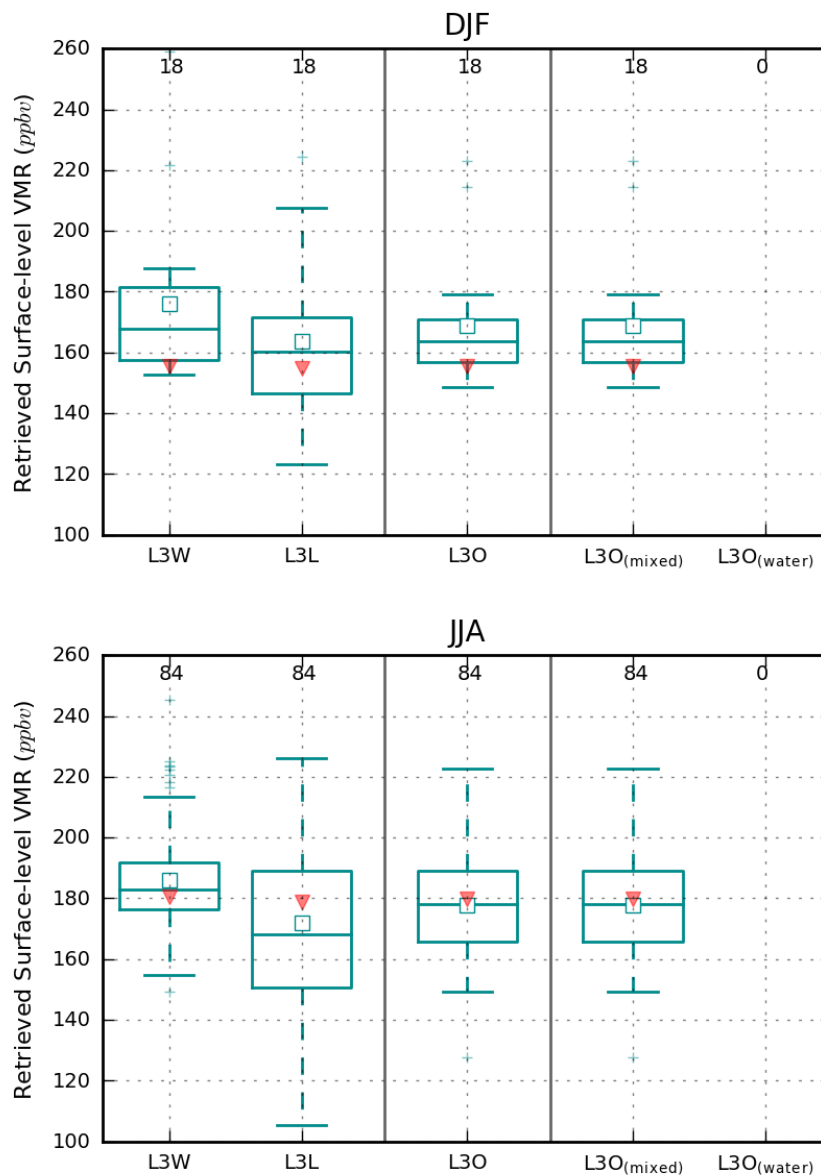 DJF
260
18 18 18 18 0
240
220
200
180
160
140
120
100
Retrieved Surface-level VMR (ppbv)
L3W L3L L3O L3O(mixed) L3O(water)
JJA
260
84 84 84 84 0
240
220
200
180
160
140
120
100
Retrieved Surface-level VMR (ppbv)
L3W L3L L3O L3O(mixed) L3O(water)